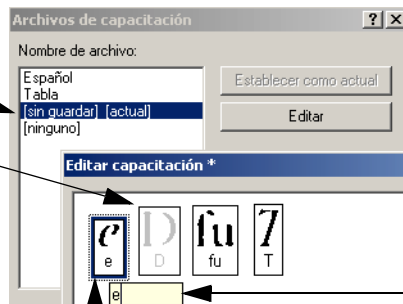 Archivos de capacitación
Nombre de archivo:
Español
Tabla
[sin guardar] [actual]
[ninguno]
Establecer como actual
Editar
Editar capacitación *
e D fu T
e D fu T
e